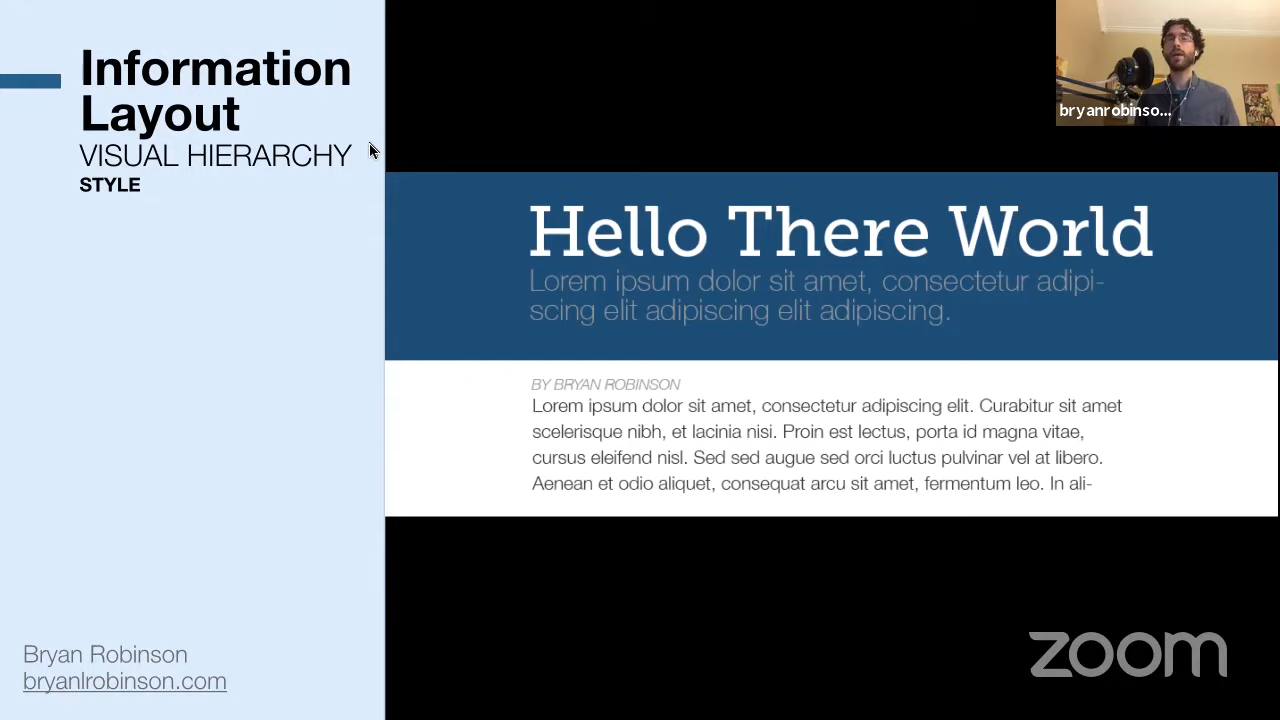 Information
Layout
VISUAL HIERARCHY
STYLE
bryanrobinso...
Hello There World
Lorem ipsum dolor sit amet, consectetur adipi-
scing elit adipiscing elit adipiscing.
BY BRYAN ROBINSON
Lorem ipsum dolor sit amet, consectetur adipiscing elit. Curabitur sit amet
scelerisque nibh, et lacinia nisi. Proin est lectus, porta id magna vitae,
cursus eleifend nisl. Sed sed augue sed orci luctus pulvinar vel at libero.
Aenean et odio aliquet, consequat arcu sit amet, fermentum leo. In ali-
Bryan Robinson
bryanlrobinson.com
zoom